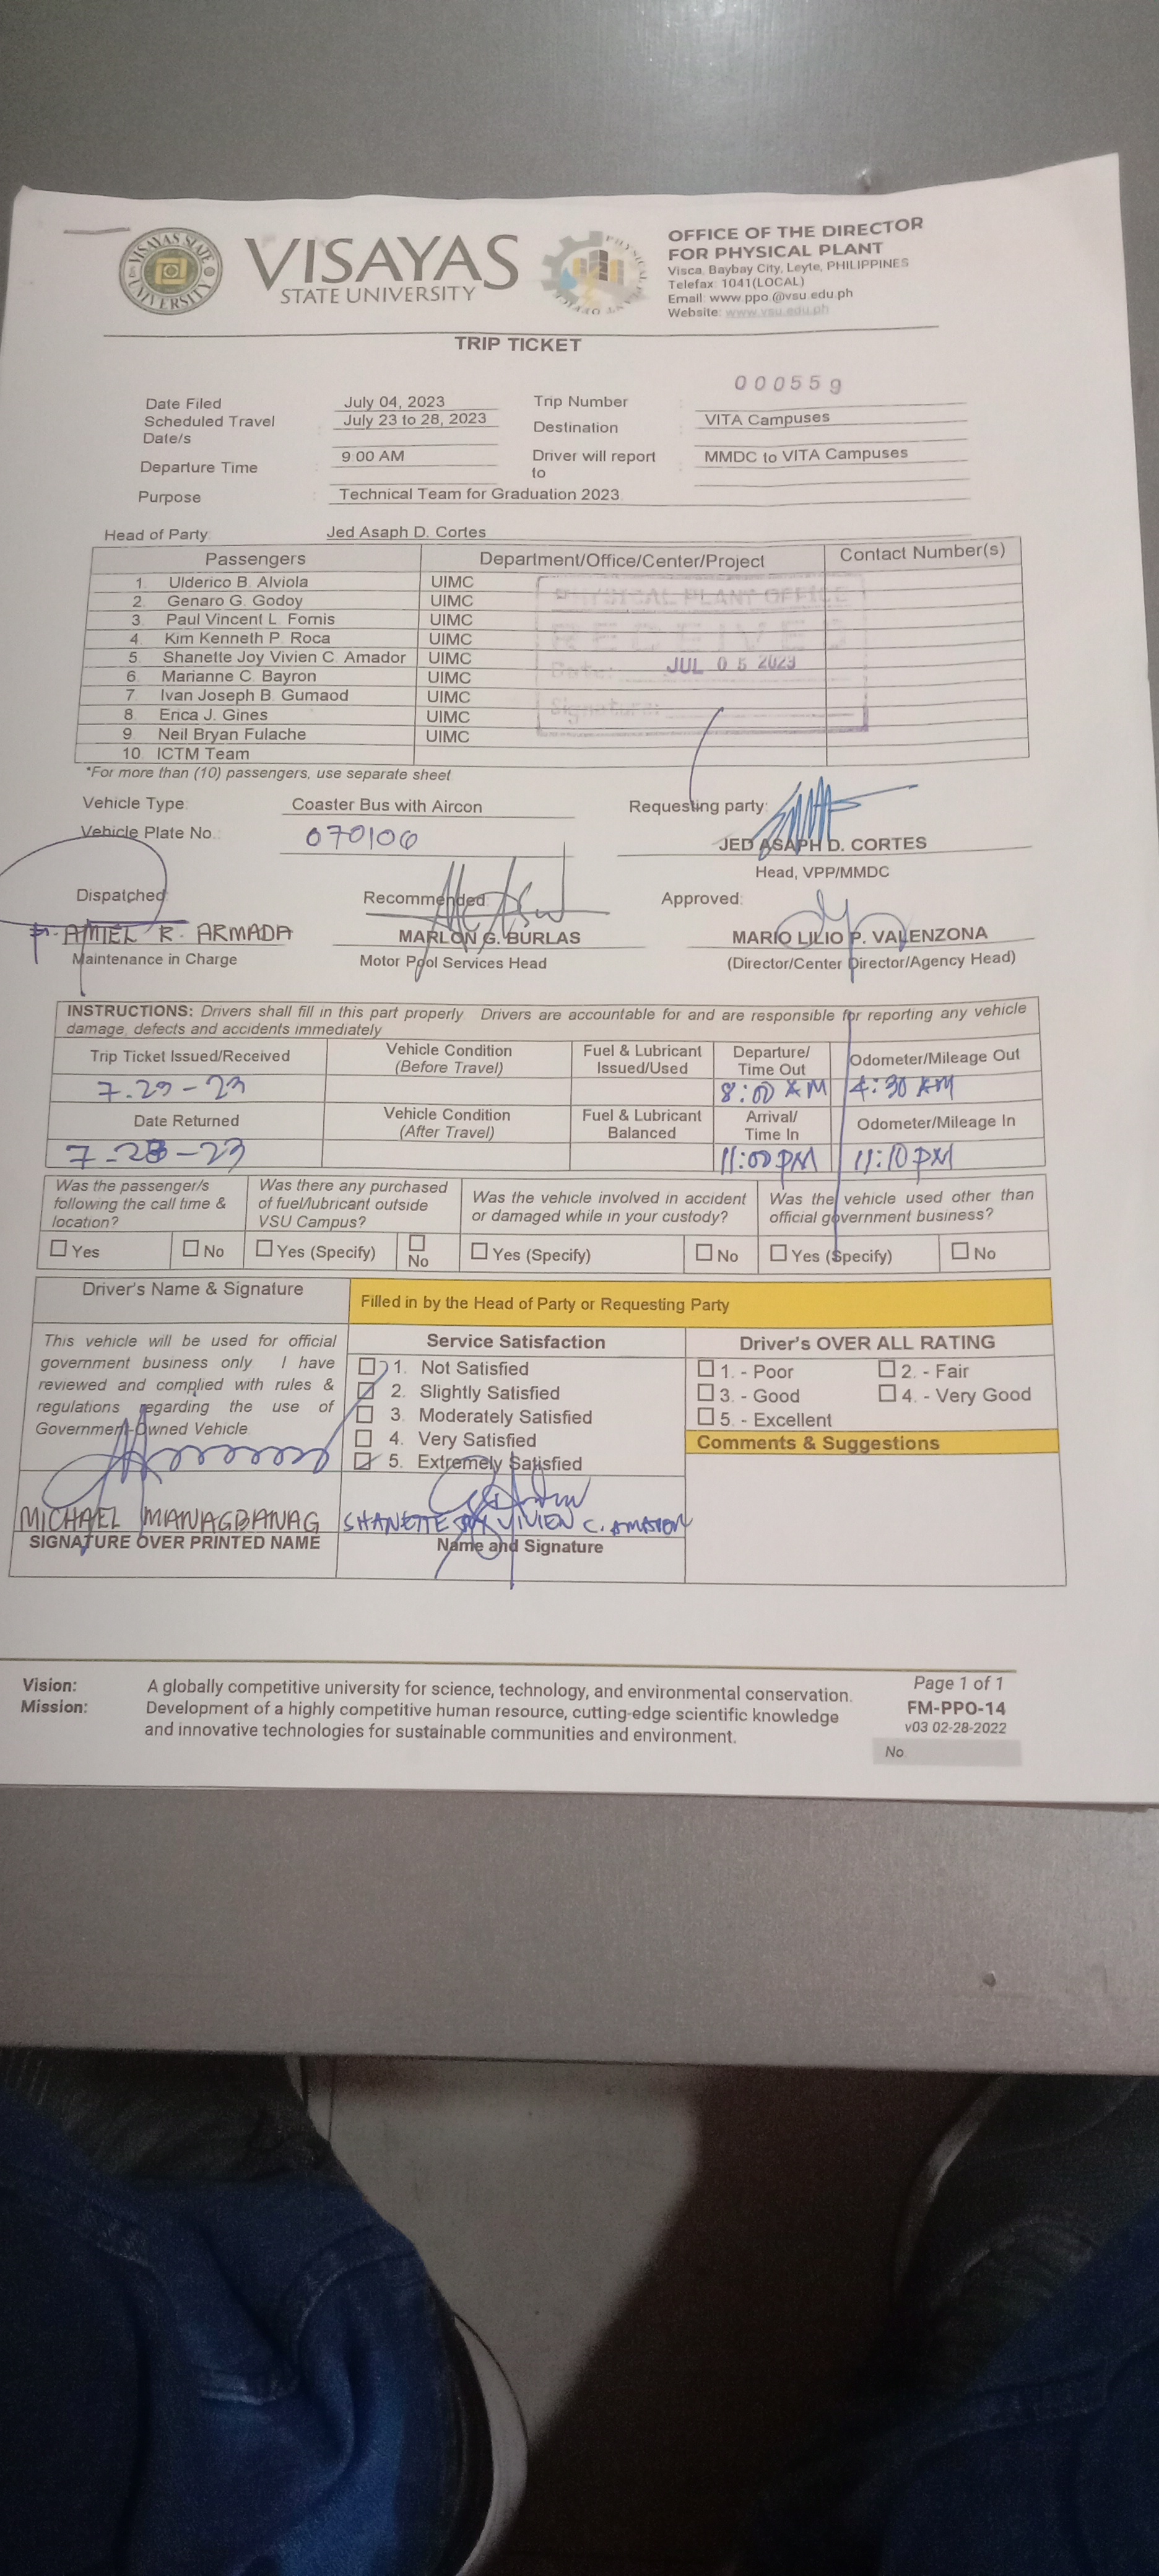 VISAYAS
STATE UNIVERSITY
VISAYAS STATE UNIVERSITY
OFFICE OF THE DIRECTOR
FOR PHYSICAL PLANT
Visca, Baybay City, Leyte, PHILIPPINES
Telefax: 1041(LOCAL)
Email: www.ppo.@vsu.edu.ph
Website: www.vsu.edu.ph
TRIP TICKET
Date Filed July 04, 2023 Trip Number 000559
Scheduled Travel Date/s July 23 to 28, 2023 Destination VITA Campuses
Departure Time 9:00 AM Driver will report to MMDC to VITA Campuses
Purpose Technical Team for Graduation 2023
Head of Party Jed Asaph D. Cortes
Passengers Department/Office/Center/Project Contact Number(s)
1. Ulderico B. Alviola UIMC
2. Genaro G. Godoy UIMC
3. Paul Vincent L. Fornis UIMC
4. Kim Kenneth P. Roca UIMC
5. Shanette Joy Vivien C. Amador UIMC
6. Marianne C. Bayron UIMC
7. Ivan Joseph B. Gumaod UIMC
8. Erica J. Gines UIMC
9. Neil Bryan Fulache UIMC
10. ICTM Team
PHYSICAL PLANT OFFICE
RECEIVED
Date: JUL 05 2023
Signature:
*For more than (10) passengers, use separate sheet
Vehicle Type: Coaster Bus with Aircon Requesting party:
Vehicle Plate No.: 070106 JED ASAPH D. CORTES
Head, VPP/MMDC
Dispatched: Recommended: Approved:
AMIEL R. ARMADA MARLON G. BURLAS MARIO LILIO P. VALENZONA
Maintenance in Charge Motor Pool Services Head (Director/Center Director/Agency Head)
INSTRUCTIONS: Drivers shall fill in this part properly. Drivers are accountable for and are responsible for reporting any vehicle
damage, defects and accidents immediately
Trip Ticket Issued/Received Vehicle Condition (Before Travel) Fuel & Lubricant Issued/Used Departure/ Time Out Odometer/Mileage Out
7-23-23 8:00 AM 4:30 AM
Date Returned Vehicle Condition (After Travel) Fuel & Lubricant Balanced Arrival/ Time In Odometer/Mileage In
7-28-23 11:00 PM 11:10 PM
Was the passenger/s following the call time & location? Was there any purchased of fuel/lubricant outside VSU Campus? Was the vehicle involved in accident or damaged while in your custody? Was the vehicle used other than official government business?
Yes No Yes (Specify) No Yes (Specify) No Yes (Specify) No
Driver's Name & Signature Filled in by the Head of Party or Requesting Party
This vehicle will be used for official
government business only. I have
reviewed and complied with rules &
regulations regarding the use of
Government-Owned Vehicle
MICHAEL MANAGBANAG
SIGNATURE OVER PRINTED NAME
Service Satisfaction
1. Not Satisfied
2. Slightly Satisfied
3. Moderately Satisfied
4. Very Satisfied
5. Extremely Satisfied
SHANETTE JOY VIVIEN C. AMADOR
Name and Signature
Driver's OVER ALL RATING
1. - Poor 2. - Fair
3. - Good 4. - Very Good
5. - Excellent
Comments & Suggestions
Vision: A globally competitive university for science, technology, and environmental conservation.
Mission: Development of a highly competitive human resource, cutting-edge scientific knowledge
and innovative technologies for sustainable communities and environment.
Page 1 of 1
FM-PPO-14
v03 02-28-2022
No.